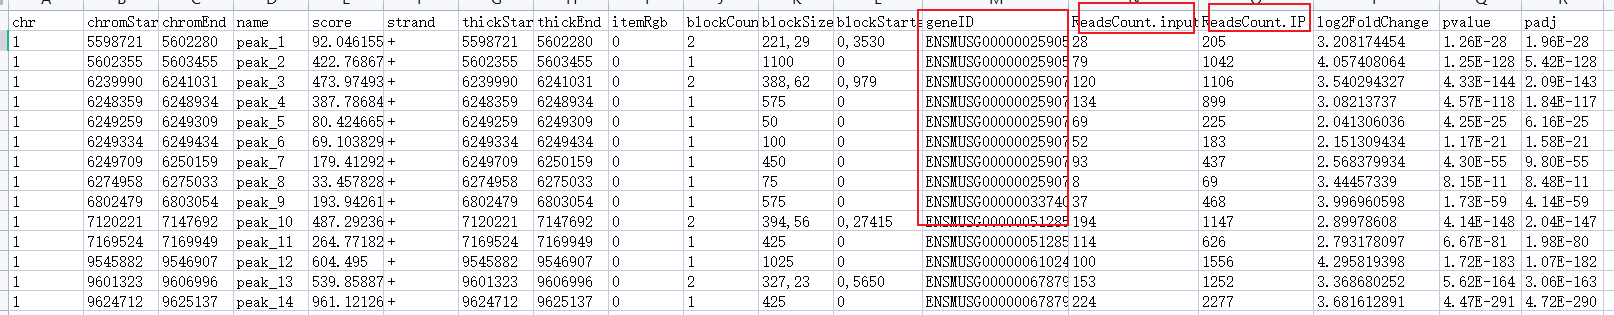 chr chromStar chromEnd name score strand thickStar thickEnd itemRgb blockCoun blockSize blockStarts geneID ReadsCount.input ReadsCount.IP log2FoldChange pvalue padj
1 5598721 5602280 peak_1 92.046155 + 5598721 5602280 0 2 221,29 0,3530 ENSMUSG00000025905 28 205 3.208174454 1.26E-28 1.96E-28
1 5602355 5603455 peak_2 422.76867 + 5602355 5603455 0 1 1100 0 ENSMUSG00000025905 79 1042 4.057408064 1.25E-128 5.42E-128
1 6239990 6241031 peak_3 473.97493 + 6239990 6241031 0 2 388,62 0,979 ENSMUSG00000025907 120 1106 3.540294327 4.33E-144 2.09E-143
1 6248359 6248934 peak_4 387.78684 + 6248359 6248934 0 1 575 0 ENSMUSG00000025907 134 899 3.08213737 4.57E-118 1.84E-117
1 6249259 6249309 peak_5 80.424665 + 6249259 6249309 0 1 50 0 ENSMUSG00000025907 69 225 2.041306036 4.25E-25 6.16E-25
1 6249334 6249434 peak_6 69.103829 + 6249334 6249434 0 1 100 0 ENSMUSG00000025907 52 183 2.151309434 1.17E-21 1.58E-21
1 6249709 6250159 peak_7 179.41292 + 6249709 6250159 0 1 450 0 ENSMUSG00000025907 93 437 2.568379934 4.30E-55 9.80E-55
1 6274958 6275033 peak_8 33.457828 + 6274958 6275033 0 1 75 0 ENSMUSG00000025907 8 69 3.44457339 8.15E-11 8.48E-11
1 6802479 6803054 peak_9 193.94261 + 6802479 6803054 0 1 575 0 ENSMUSG00000033740 37 468 3.996960598 1.73E-59 4.14E-59
1 7120221 7147692 peak_10 487.29236 + 7120221 7147692 0 2 394,56 0,27415 ENSMUSG00000051285 194 1147 2.89978608 4.14E-148 2.04E-147
1 7169524 7169949 peak_11 264.77182 + 7169524 7169949 0 1 425 0 ENSMUSG00000051285 114 626 2.793178097 6.67E-81 1.98E-80
1 9545882 9546907 peak_12 604.495 + 9545882 9546907 0 1 1025 0 ENSMUSG00000061024 100 1556 4.295819398 1.72E-183 1.07E-182
1 9601323 9606996 peak_13 539.85887 + 9601323 9606996 0 2 327,23 0,5650 ENSMUSG00000067879 153 1252 3.368680252 5.62E-164 3.06E-163
1 9624712 9625137 peak_14 961.12126 + 9624712 9625137 0 1 425 0 ENSMUSG00000067879 224 2277 3.681612891 4.47E-291 4.72E-290